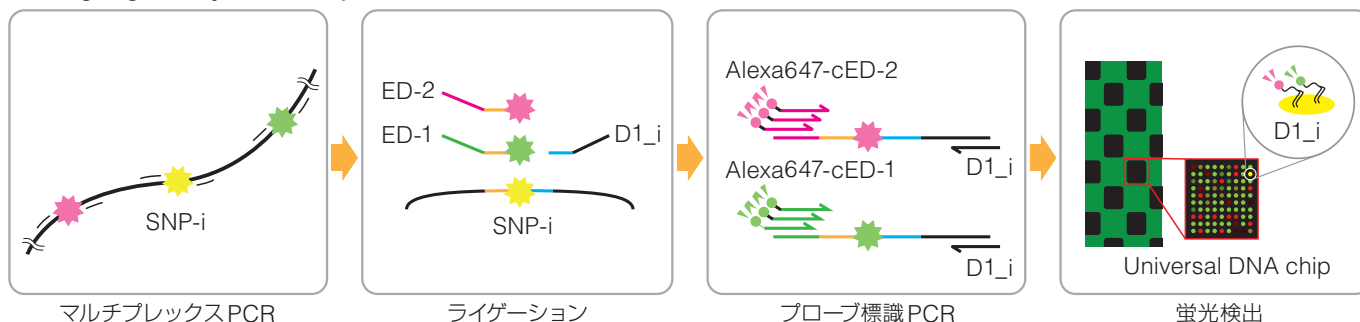 SNP-i
マルチプレックスPCR
ED-2
ED-1
D1_i
SNP-i
ライゲーション
Alexa647-cED-2
D1_i
Alexa647-cED-1
D1_i
プローブ標識PCR
D1_i
Universal DNA chip
蛍光検出